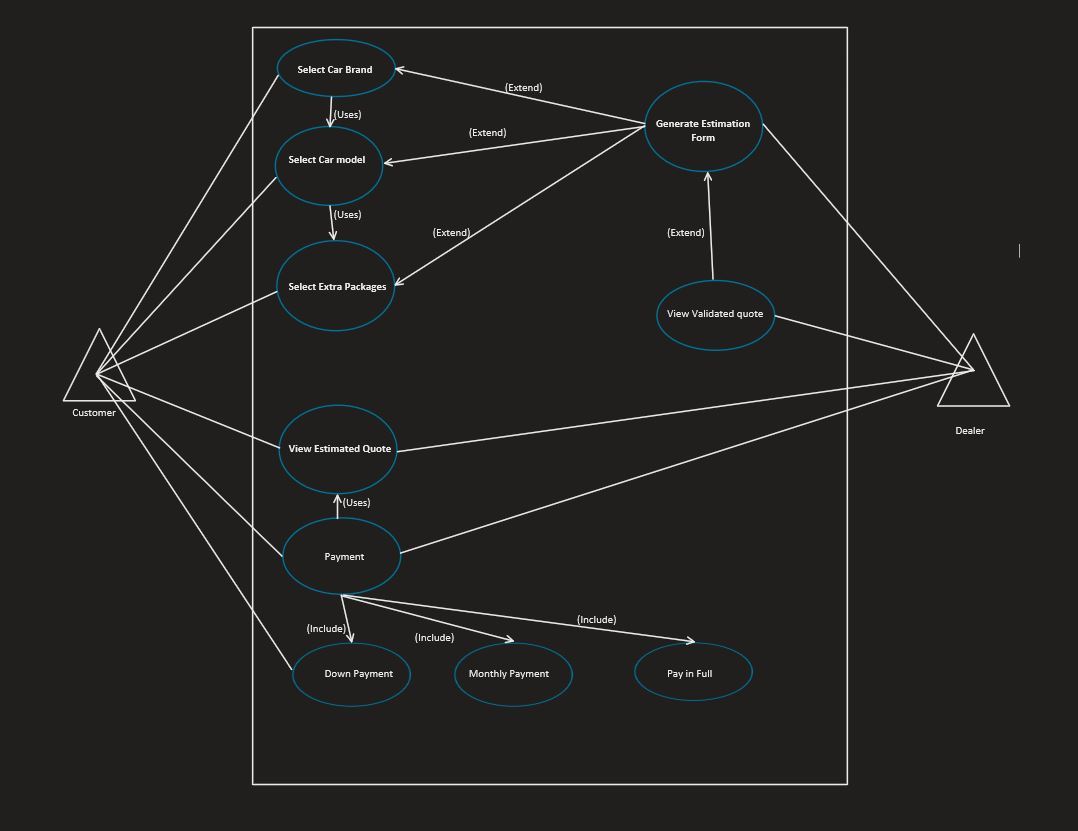 Select Car Brand
(Extend)
(Uses)
Generate Estimation
Form
(Extend)
Select Car model
(Uses)
(Extend)
(Extend)
Select Extra Packages
View Validated quote
Customer
Dealer
View Estimated Quote
(Uses)
Payment
(Include)
(Include)
(Include)
Down Payment
Monthly Payment
Pay in Full